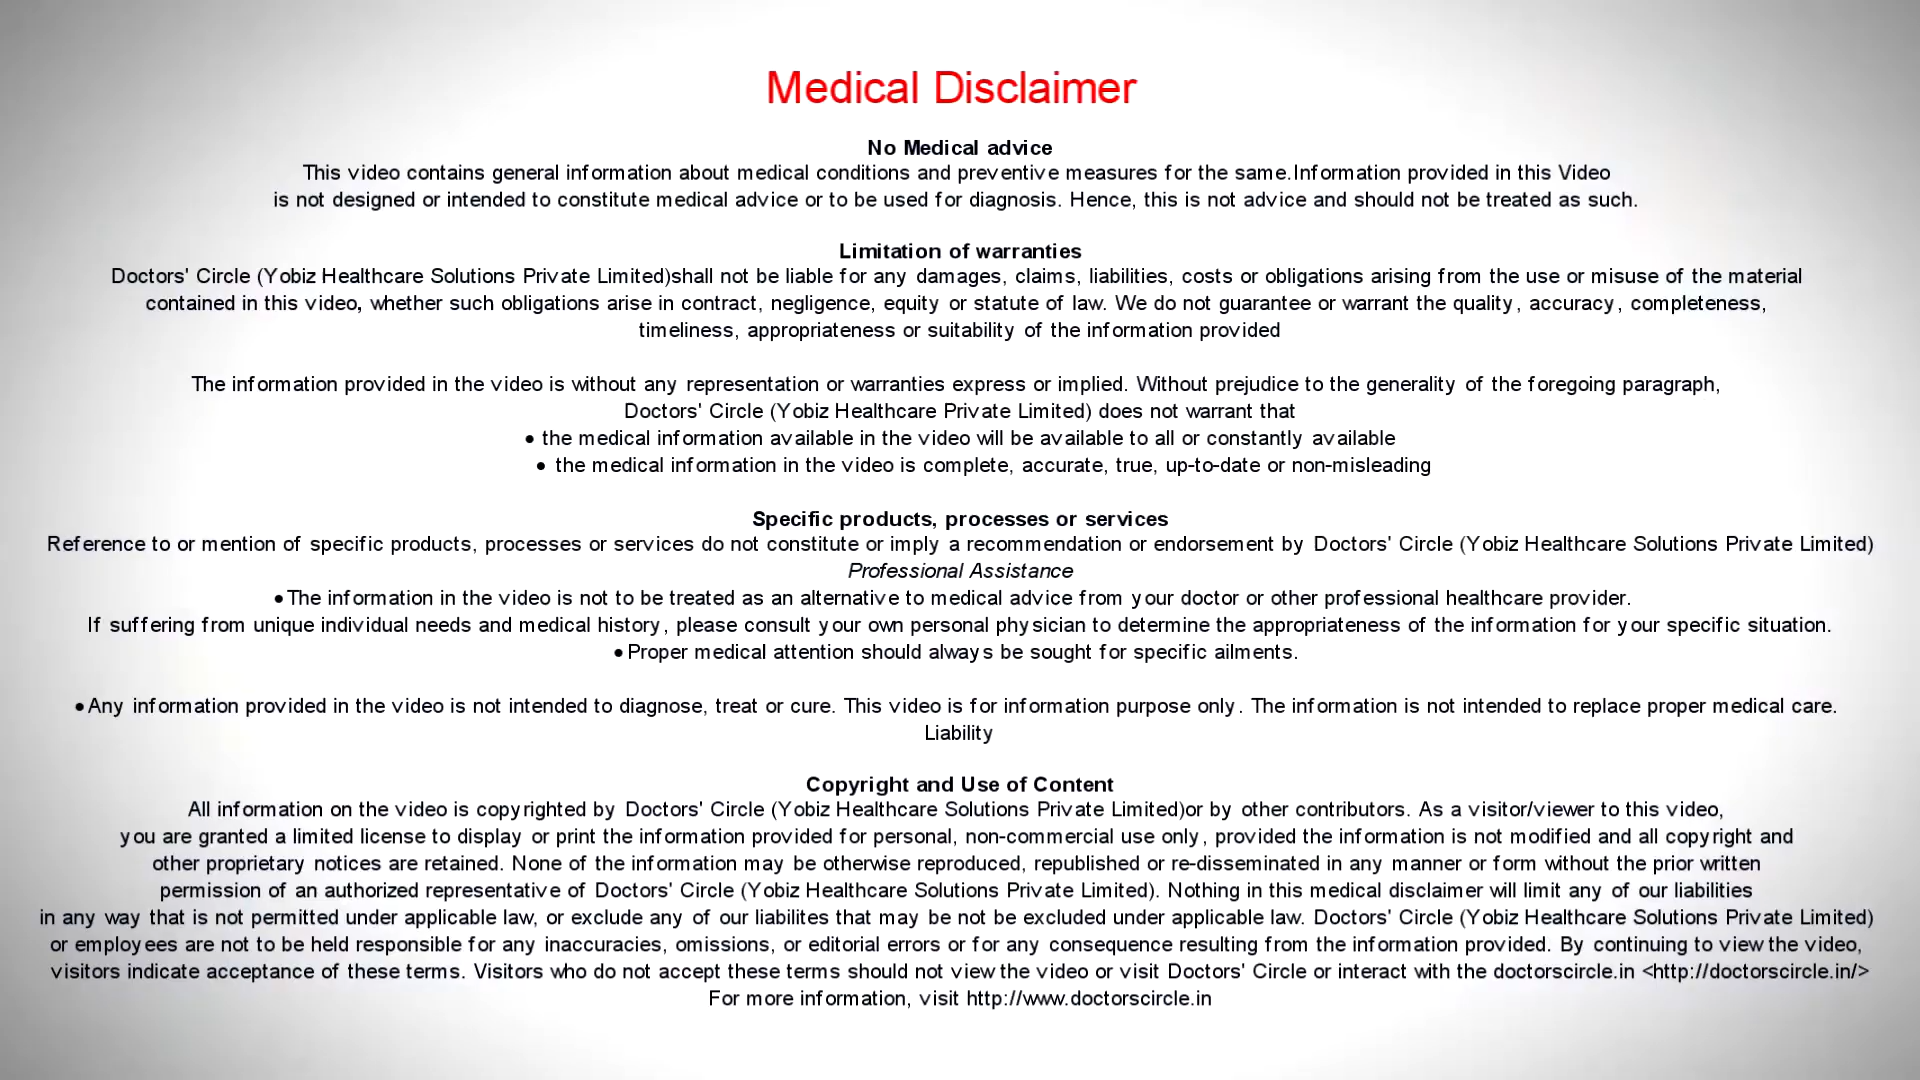 Medical Disclaimer
No Medical advice
This video contains general information about medical conditions and preventive measures for the same.Information provided in this Video
is not designed or intended to constitute medical advice or to be used for diagnosis. Hence, this is not advice and should not be treated as such.
Limitation of warranties
Doctors' Circle (Yobiz Healthcare Solutions Private Limited)shall not be liable for any damages, claims, liabilities, costs or obligations arising from the use or misuse of the material
contained in this video, whether such obligations arise in contract, negligence, equity or statute of law. We do not guarantee or warrant the quality, accuracy, completeness,
timeliness, appropriateness or suitability of the information provided
The information provided in the video is without any representation or warranties express or implied. Without prejudice to the generality of the foregoing paragraph,
Doctors' Circle (Yobiz Healthcare Private Limited) does not warrant that
• the medical information available in the video will be available to all or constantly available
• the medical information in the video is complete, accurate, true, up-to-date or non-misleading
Specific products, processes or services
Reference to or mention of specific products, processes or services do not constitute or imply a recommendation or endorsement by Doctors' Circle (Yobiz Healthcare Solutions Private Limited)
Professional Assistance
•The information in the video is not to be treated as an alternative to medical advice from your doctor or other professional healthcare provider.
If suffering from unique individual needs and medical history, please consult your own personal physician to determine the appropriateness of the information for your specific situation.
•Proper medical attention should always be sought for specific ailments.
•Any information provided in the video is not intended to diagnose, treat or cure. This video is for information purpose only. The information is not intended to replace proper medical care.
Liability
Copyright and Use of Content
All information on the video is copyrighted by Doctors' Circle (Yobiz Healthcare Solutions Private Limited)or by other contributors. As a visitor/viewer to this video,
you are granted a limited license to display or print the information provided for personal, non-commercial use only, provided the information is not modified and all copyright and
other proprietary notices are retained. None of the information may be otherwise reproduced, republished or re-disseminated in any manner or form without the prior written
permission of an authorized representative of Doctors' Circle (Yobiz Healthcare Solutions Private Limited). Nothing in this medical disclaimer will limit any of our liabilities
in any way that is not permitted under applicable law, or exclude any of our liabilites that may be not be excluded under applicable law. Doctors' Circle (Yobiz Healthcare Solutions Private Limited)
or employees are not to be held responsible for any inaccuracies, omissions, or editorial errors or for any consequence resulting from the information provided. By continuing to view the video,
visitors indicate acceptance of these terms. Visitors who do not accept these terms should not view the video or visit Doctors' Circle or interact with the doctorscircle.in <http://doctorscircle.in/>
For more information, visit http://www.doctorscircle.in